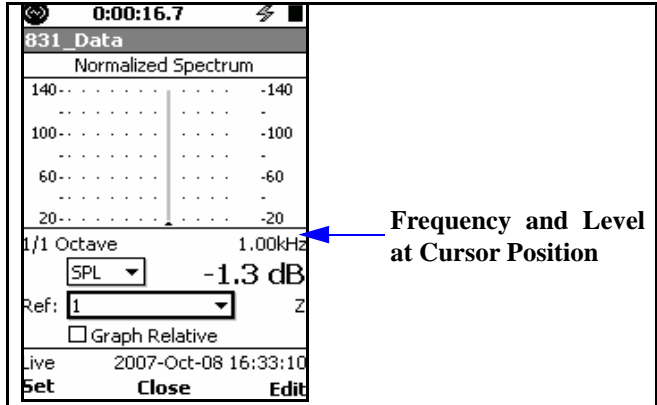 0:00:16.7
831_Data
Normalized Spectrum
140 -140
100 -100
60 -60
20 -20
1/1 Octave 1.00kHz
SPL -1.3 dB
Ref: 1 Z
Graph Relative
Live 2007-Oct-08 16:33:10
Set Close Edit
Frequency and Level
at Cursor Position